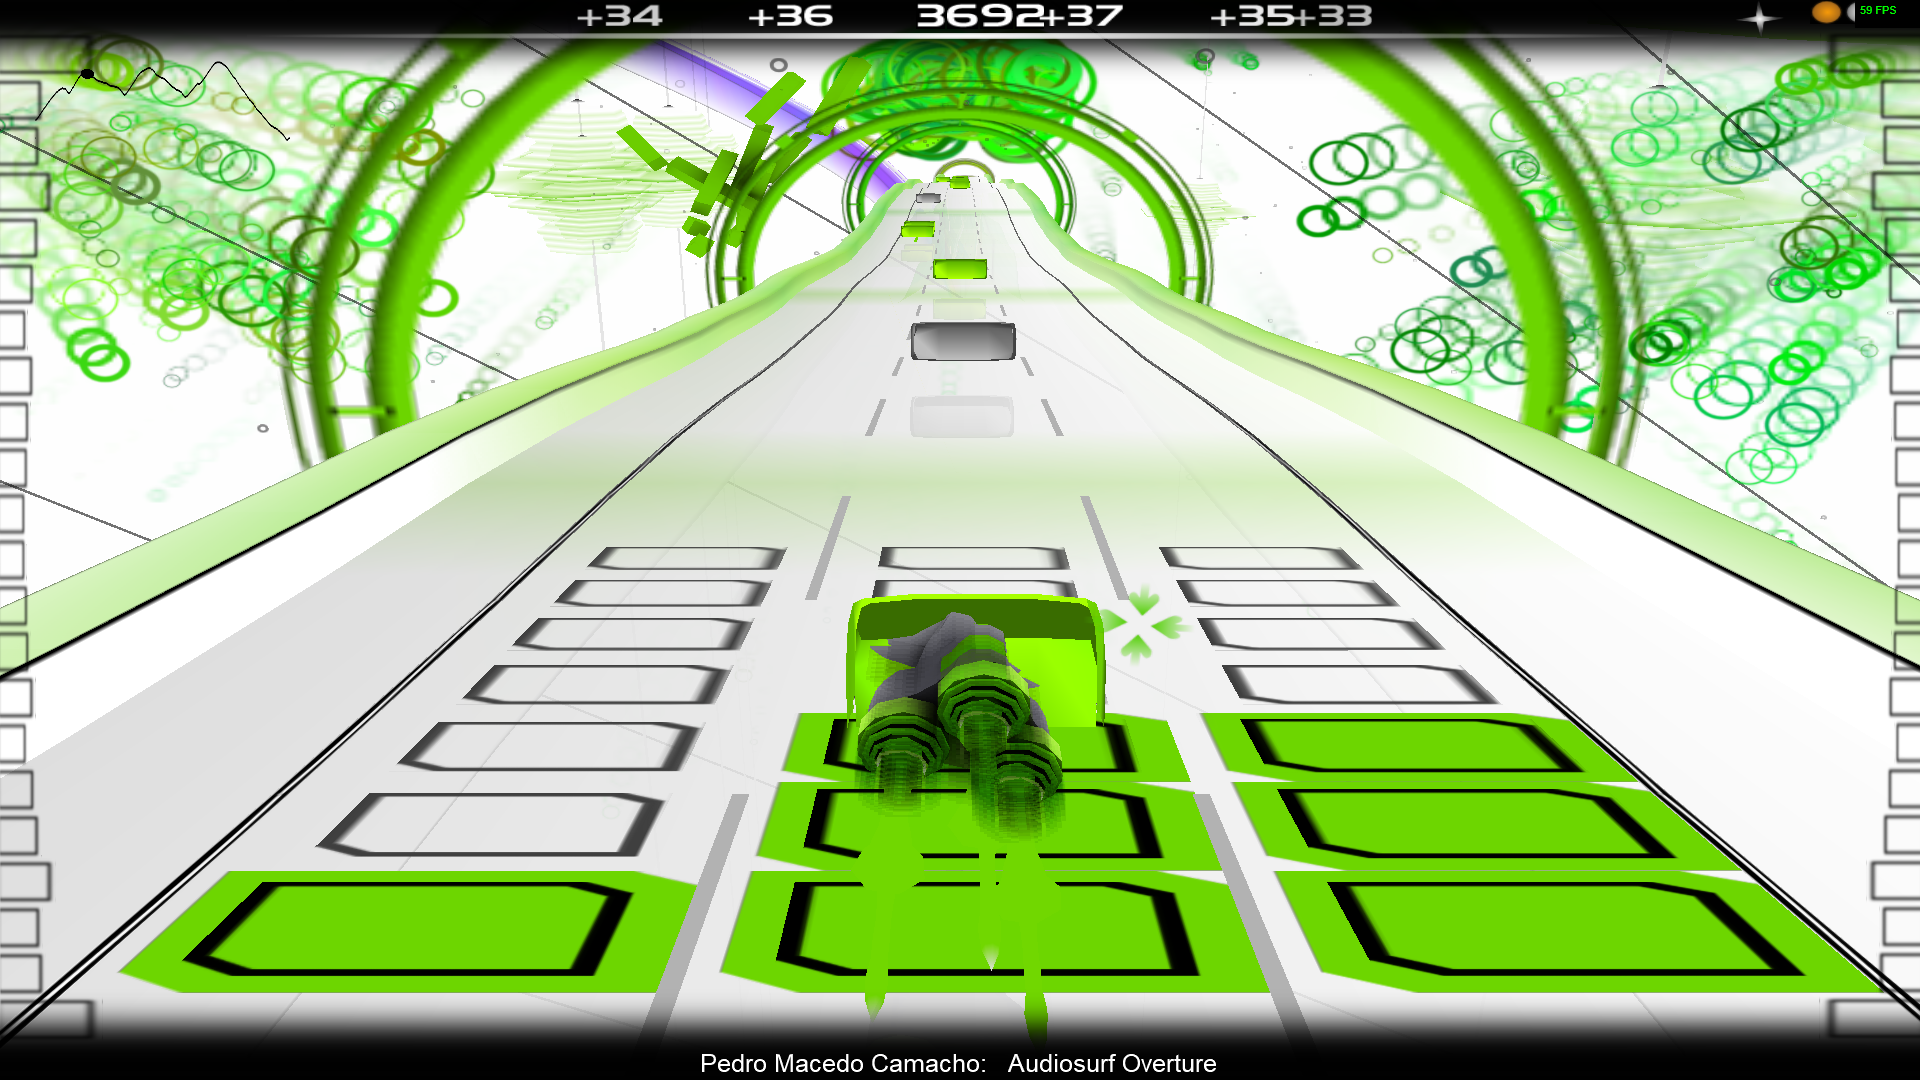 +34 +36 3692 +37 +35 +33
59 FPS
Pedro Macedo Camacho: Audiosurf Overture